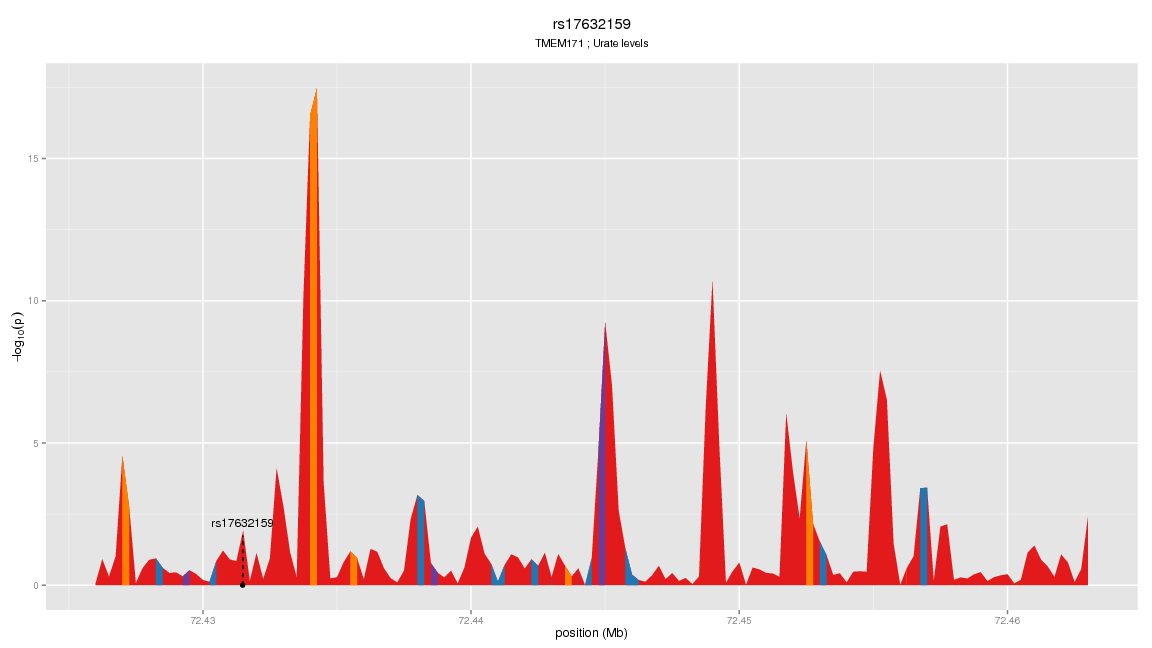 rs17632159
TMEM171 ; Urate levels
15
10
5
0
−log10(p)
rs17632159
72.43
72.44
72.45
72.46
position (Mb)